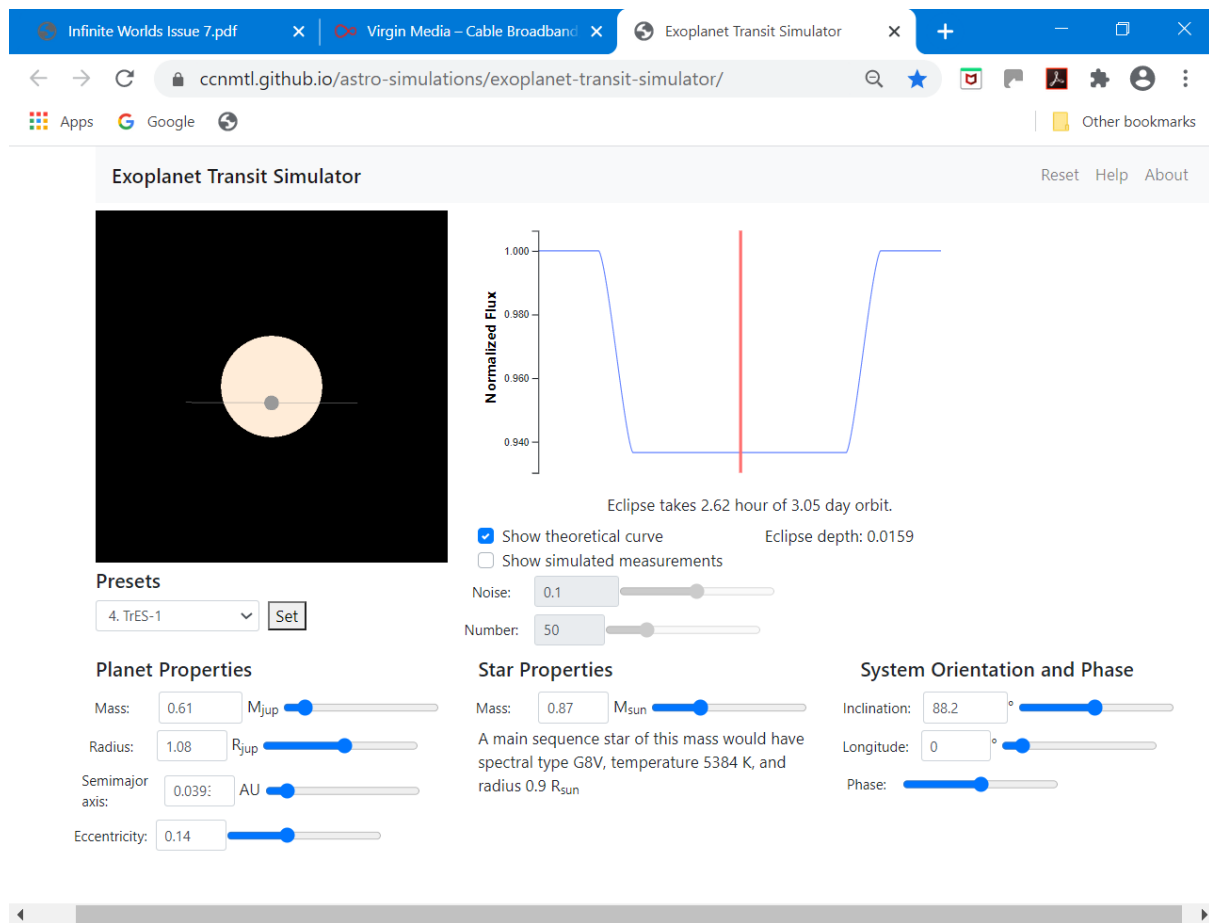 Infinite Worlds Issue 7.pdf
Virgin Media – Cable Broadband
Exoplanet Transit Simulator
ccnmtl.github.io/astro-simulations/exoplanet-transit-simulator/
Apps
Google
Other bookmarks
Exoplanet Transit Simulator
Reset Help About
1.000
0.980
0.960
0.940
Normalized Flux
Eclipse takes 2.62 hour of 3.05 day orbit.
Show theoretical curve
Eclipse depth: 0.0159
Show simulated measurements
Noise: 0.1
Number: 50
Presets
4. TrES-1
Set
Planet Properties
Mass: 0.61 Mjup
Radius: 1.08 Rjup
Semimajor
axis: 0.039 AU
Eccentricity: 0.14
Star Properties
Mass: 0.87 Msun
A main sequence star of this mass would have
spectral type G8V, temperature 5384 K, and
radius 0.9 Rsun
System Orientation and Phase
Inclination: 88.2 °
Longitude: 0 °
Phase: